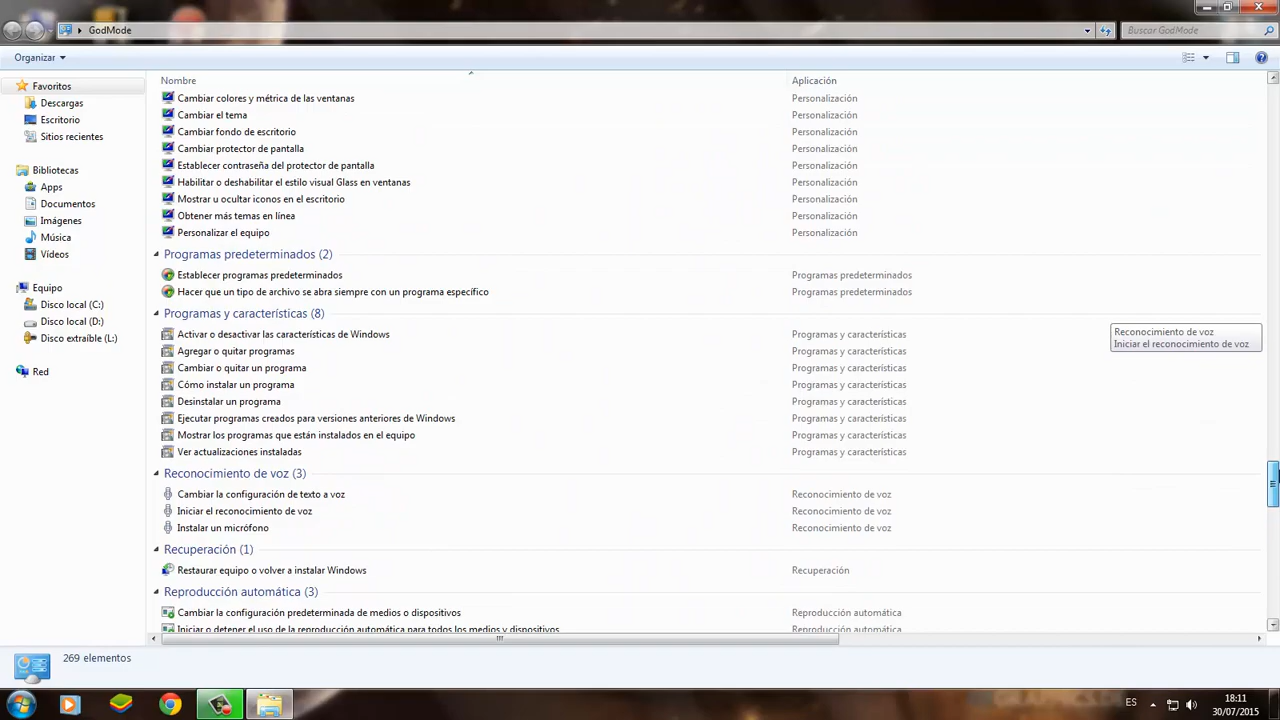 GodMode
Buscar GodMode
Organizar
Favoritos
Descargas
Escritorio
Sitios recientes
Bibliotecas
Apps
Documentos
Imágenes
Música
Vídeos
Equipo
Disco local (C:)
Disco local (D:)
Disco extraíble (L:)
Red
Nombre Aplicación
Cambiar colores y métrica de las ventanas Personalización
Cambiar el tema Personalización
Cambiar fondo de escritorio Personalización
Cambiar protector de pantalla Personalización
Establecer contraseña del protector de pantalla Personalización
Habilitar o deshabilitar el estilo visual Glass en ventanas Personalización
Mostrar u ocultar iconos en el escritorio Personalización
Obtener más temas en línea Personalización
Personalizar el equipo Personalización
Programas predeterminados (2)
Establecer programas predeterminados Programas predeterminados
Hacer que un tipo de archivo se abra siempre con un programa específico Programas predeterminados
Programas y características (8)
Activar o desactivar las características de Windows Programas y características
Agregar o quitar programas Programas y características
Cambiar o quitar un programa Programas y características
Cómo instalar un programa Programas y características
Desinstalar un programa Programas y características
Ejecutar programas creados para versiones anteriores de Windows Programas y características
Mostrar los programas que están instalados en el equipo Programas y características
Ver actualizaciones instaladas Programas y características
Reconocimiento de voz (3)
Cambiar la configuración de texto a voz Reconocimiento de voz
Iniciar el reconocimiento de voz Reconocimiento de voz
Instalar un micrófono Reconocimiento de voz
Recuperación (1)
Restaurar equipo o volver a instalar Windows Recuperación
Reproducción automática (3)
Cambiar la configuración predeterminada de medios o dispositivos Reproducción automática
Iniciar o detener el uso de la reproducción automática para todos los medios y dispositivos Reproducción automática
Reconocimiento de voz
Iniciar el reconocimiento de voz
269 elementos
ES
18:11
30/07/2015